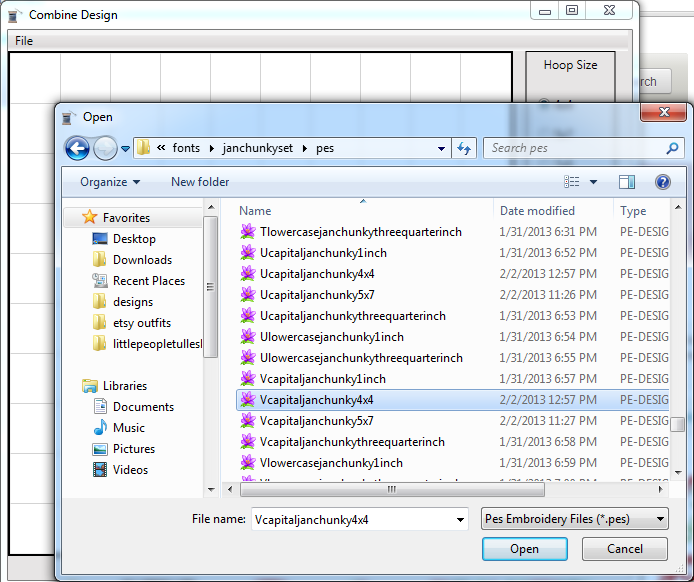 Combine Design
File
Hoop Size
rch
Open
« fonts janchunkyset pes
Search pes
Organize New folder
Name Date modified Type
Favorites
Desktop
Downloads
Recent Places
designs
etsy outfits
littlepeopletullesh
Libraries
Documents
Music
Pictures
Videos
Tlowercasejanchunkythreequarterinch 1/31/2013 6:31 PM PE-DESIG
Ucapitaljanchunky1inch 1/31/2013 6:52 PM PE-DESIG
Ucapitaljanchunky4x4 2/2/2013 12:57 PM PE-DESIG
Ucapitaljanchunky5x7 2/2/2013 11:26 PM PE-DESIG
Ucapitaljanchunkythreequarterinch 1/31/2013 6:53 PM PE-DESIG
Ulowercasejanchunky1inch 1/31/2013 6:54 PM PE-DESIG
Ulowercasejanchunkythreequarterinch 1/31/2013 6:55 PM PE-DESIG
Vcapitaljanchunky1inch 1/31/2013 6:57 PM PE-DESIG
Vcapitaljanchunky4x4 2/2/2013 12:57 PM PE-DESIG
Vcapitaljanchunky5x7 2/2/2013 11:27 PM PE-DESIG
Vcapitaljanchunkythreequarterinch 1/31/2013 6:58 PM PE-DESIG
Vlowercasejanchunky1inch 1/31/2013 6:59 PM PE-DESIG
File name: Vcapitaljanchunky4x4 Pes Embroidery Files (*.pes)
Open Cancel